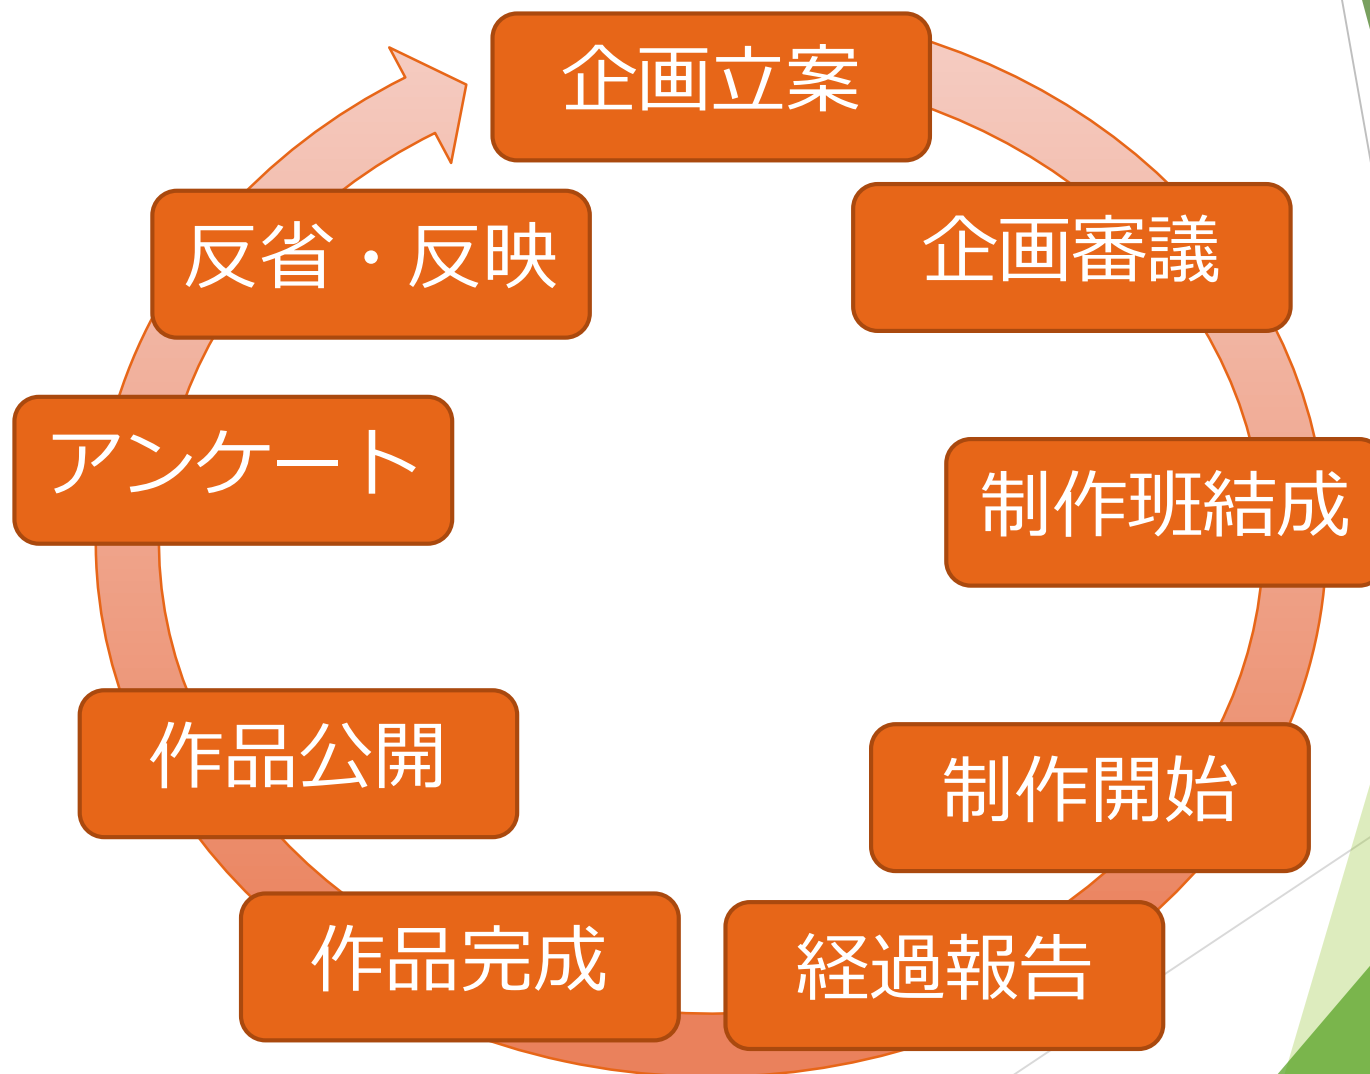 企画立案
企画審議
制作班結成
制作開始
経過報告
作品完成
作品公開
アンケート
反省・反映